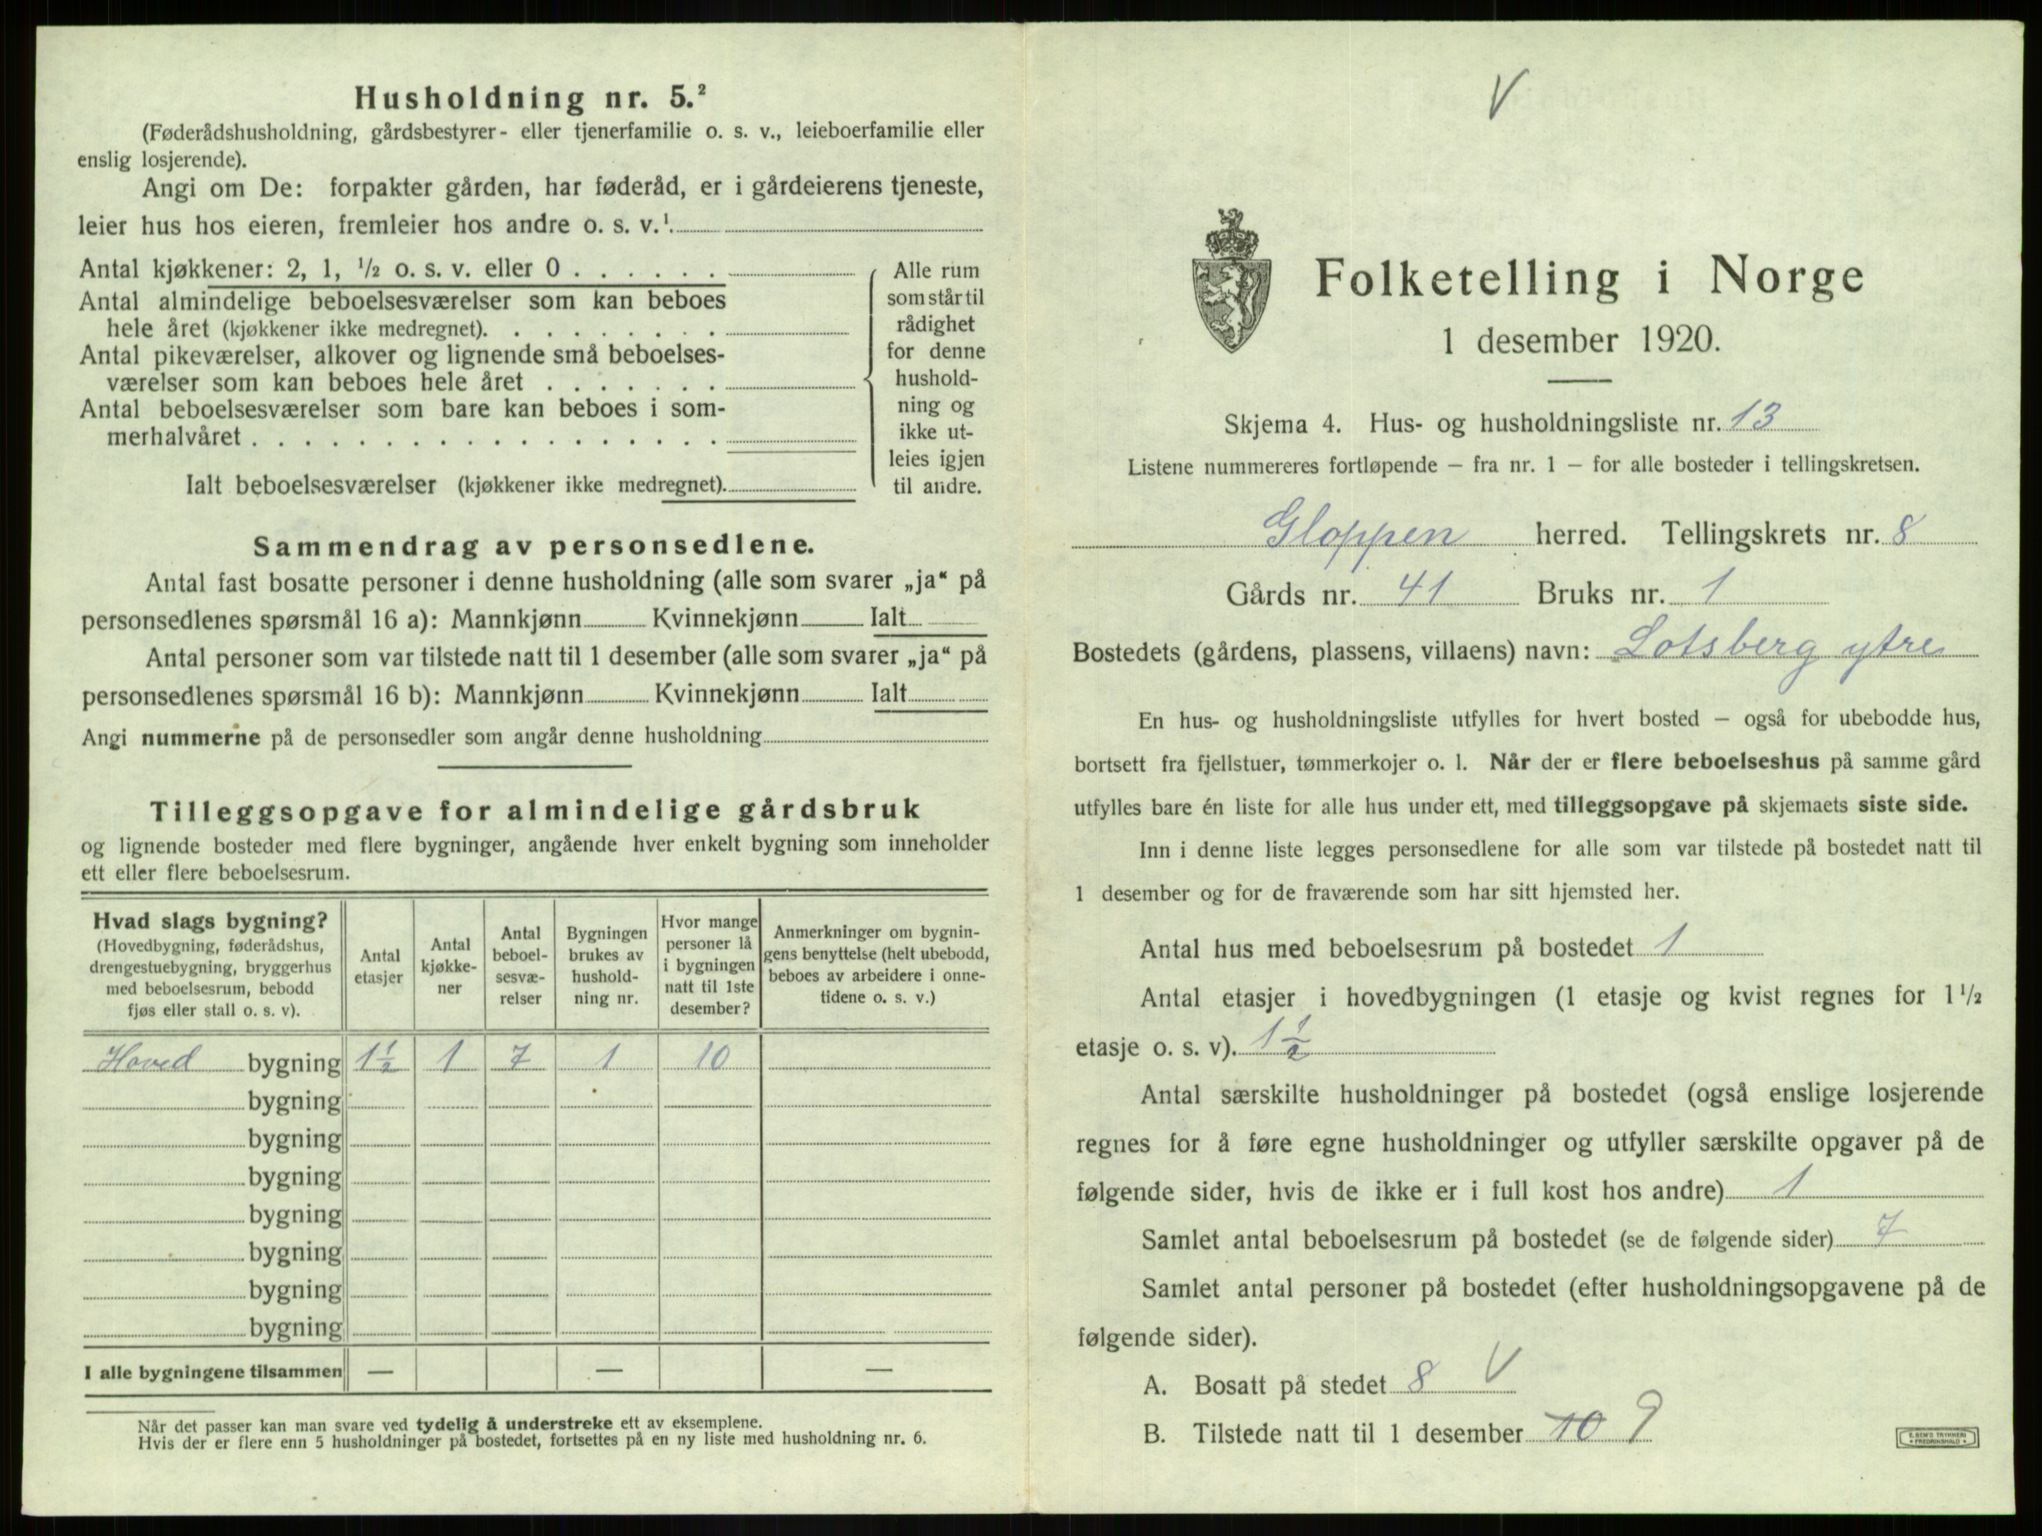 Husholdning nr. 5.²
(Føderådshusholdning, gårdsbestyrer- eller tjenerfamilie o. s. v., leieboerfamilie eller
enslig losjerende).
Angi om De: forpakter gården, har føderåd, er i gårdeierens tjeneste,
leier hus hos eieren, fremleier hos andre o. s. v.¹
Antal kjøkkener: 2, 1, ½ o. s. v. eller 0 . . . . . .
Antal almindelige beboelsesværelser som kan beboes
hele året (kjøkkener ikke medregnet). . . . . . . . .
Antal pikeværelser, alkover og lignende små beboelses-
værelser som kan beboes hele året . . . . . . .
Antal beboelsesværelser som bare kan beboes i som-
merhalvåret . . . . . . . . . . . . . . . . . .
Ialt beboelsesværelser (kjøkkener ikke medregnet).
Alle rum
som står til
rådighet
for denne
hushold-
ning og
ikke ut-
leies igjen
til andre.
Sammendrag av personsedlene.
Antal fast bosatte personer i denne husholdning (alle som svarer „ja“ på
personsedlenes spørsmål 16 a): Mannkjønn Kvinnekjønn Ialt
Antal personer som var tilstede natt til 1 desember (alle som svarer „ja“ på
personsedlenes spørsmål 16 b): Mannkjønn Kvinnekjønn Ialt
Angi nummerne på de personsedler som angår denne husholdning
Tilleggsopgave for almindelige gårdsbruk
og lignende bosteder med flere bygninger, angående hver enkelt bygning som inneholder
ett eller flere beboelsesrum.
Hvad slags bygning?
(Hovedbygning, føderådshus,
drengestuebygning, bryggerhus
med beboelsesrum, bebodd
fjøs eller stall o. s. v).
Antal
etasjer
Antal
kjøkke-
ner
Antal
beboel-
sesvæ-
relser
Bygningen
brukes av
hushold-
ning nr.
Hvor mange
personer lå
i bygningen
natt til 1ste
desember?
Anmerkninger om bygnin-
gens benyttelse (helt ubebodd,
beboes av arbeidere i onne-
tidene o. s. v.)
Hoved bygning 1½ 1 7 1 10
bygning
bygning
bygning
bygning
bygning
bygning
bygning
I alle bygningene tilsammen — — —
Når det passer kan man svare ved tydelig å understreke ett av eksemplene.
Hvis der er flere enn 5 husholdninger på bostedet, fortsettes på en ny liste med husholdning nr. 6.
V
Folketelling i Norge
1 desember 1920.
Skjema 4. Hus- og husholdningsliste nr. 13
Listene nummereres fortløpende – fra nr. 1 – for alle bosteder i tellingskretsen.
Gloppen herred. Tellingskrets nr. 8
Gårds nr. 41 Bruks nr. 1
Bostedets (gårdens, plassens, villaens) navn: Lotsberg ytre
En hus- og husholdningsliste utfylles for hvert bosted – også for ubebodde hus,
bortsett fra fjellstuer, tømmerkojer o. l. Når der er flere beboelseshus på samme gård
utfylles bare én liste for alle hus under ett, med tilleggsopgave på skjemaets siste side.
Inn i denne liste legges personsedlene for alle som var tilstede på bostedet natt til
1 desember og for de fraværende som har sitt hjemsted her.
Antal hus med beboelsesrum på bostedet 1
Antal etasjer i hovedbygningen (1 etasje og kvist regnes for 1½
etasje o. s. v). 1½
Antal særskilte husholdninger på bostedet (også enslige losjerende
regnes for å føre egne husholdninger og utfyller særskilte opgaver på de
følgende sider, hvis de ikke er i full kost hos andre) 1
Samlet antal beboelsesrum på bostedet (se de følgende sider) 7
Samlet antal personer på bostedet (efter husholdningsopgavene på de
følgende sider).
A. Bosatt på stedet 8 V
B. Tilstede natt til 1 desember 10 9